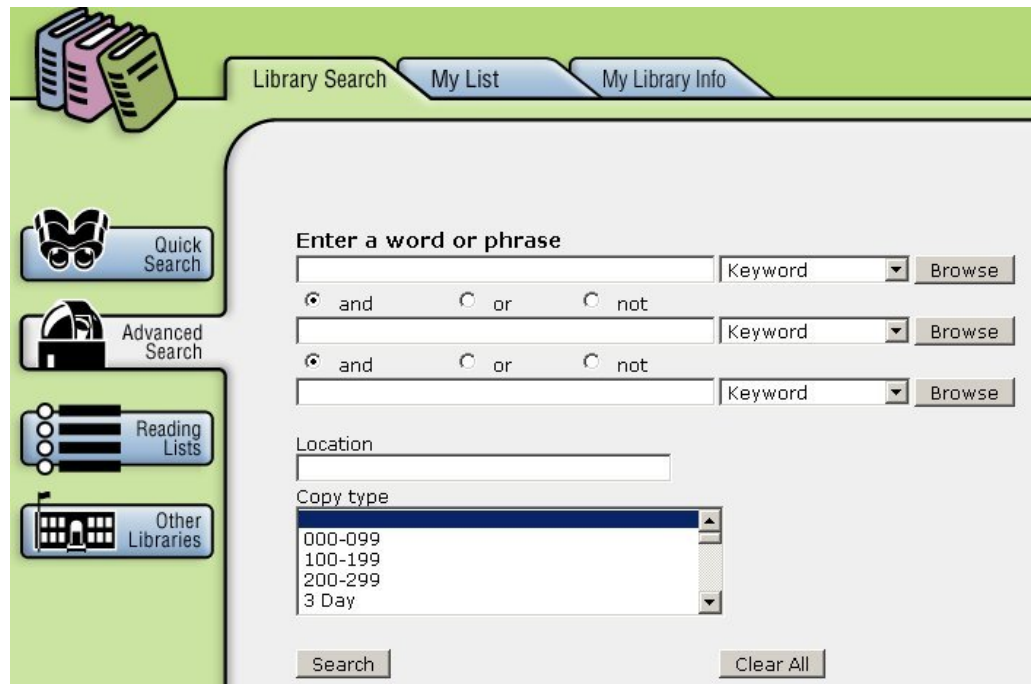 Library Search
My List
My Library Info
Quick
Search
Advanced
Search
Reading
Lists
Other
Libraries
Enter a word or phrase
Keyword
Browse
and or not
Keyword
Browse
and or not
Keyword
Browse
Location
Copy type
000-099
100-199
200-299
3 Day
Search
Clear All